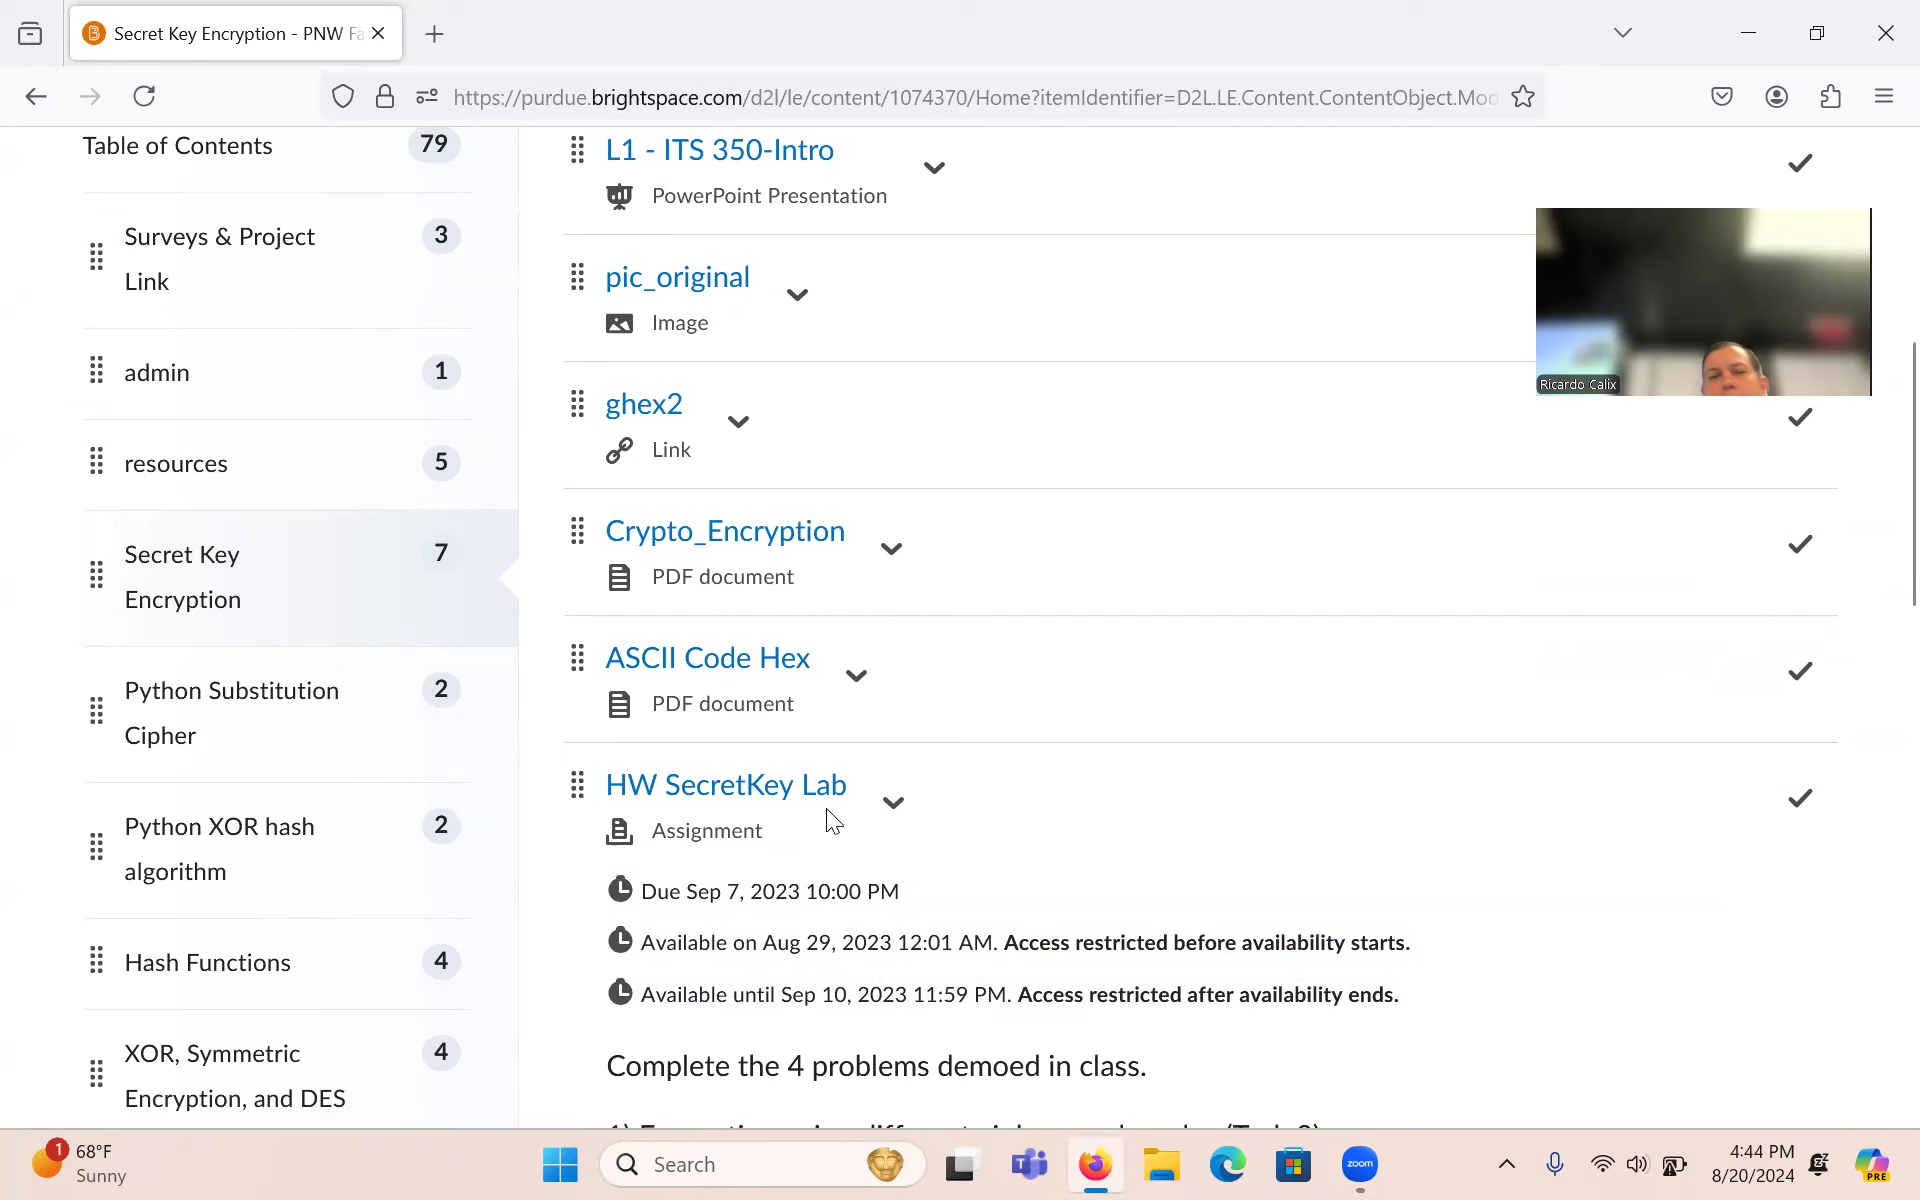 Secret Key Encryption - PNW Fa
https://purdue.brightspace.com/d2l/le/content/1074370/Home?itemIdentifier=D2L.LE.Content.ContentObject.Mod
Table of Contents 79
Surveys & Project
Link
3
admin 1
resources 5
Secret Key
Encryption
7
Python Substitution
Cipher
2
Python XOR hash
algorithm
2
Hash Functions 4
XOR, Symmetric
Encryption, and DES
4
L1 - ITS 350-Intro
PowerPoint Presentation
pic_original
Image
ghex2
Link
Crypto_Encryption
PDF document
ASCII Code Hex
PDF document
HW SecretKey Lab
Assignment
Due Sep 7, 2023 10:00 PM
Available on Aug 29, 2023 12:01 AM. Access restricted before availability starts.
Available until Sep 10, 2023 11:59 PM. Access restricted after availability ends.
Complete the 4 problems demoed in class.
Ricardo Calix
1
68°F
Sunny
Search
zoom
4:44 PM
8/20/2024
PRE